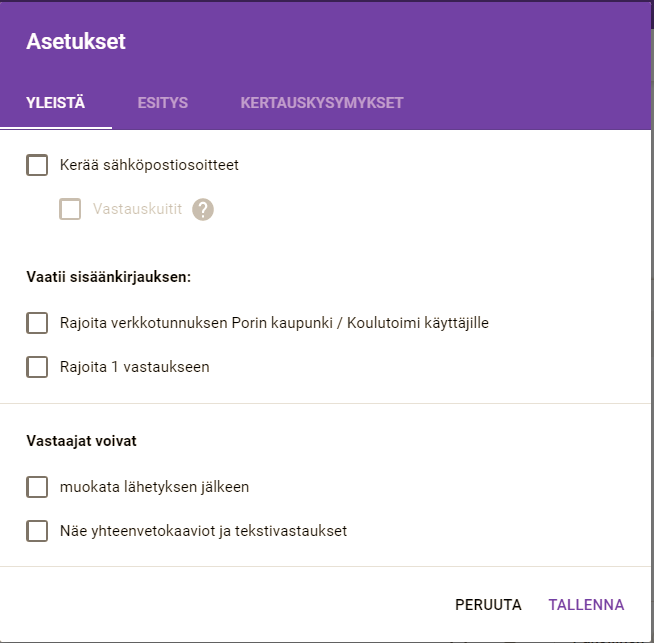 Asetukset
YLEISTÄ ESITYS KERTAUSKYSYMYKSET
Kerää sähköpostiosoitteet
Vastauskuitit ?
Vaatii sisäänkirjauksen:
Rajoita verkkotunnuksen Porin kaupunki / Koulutoimi käyttäjille
Rajoita 1 vastaukseen
Vastaajat voivat
muokata lähetyksen jälkeen
Näe yhteenvetokaaviot ja tekstivastaukset
PERUUTA TALLENNA